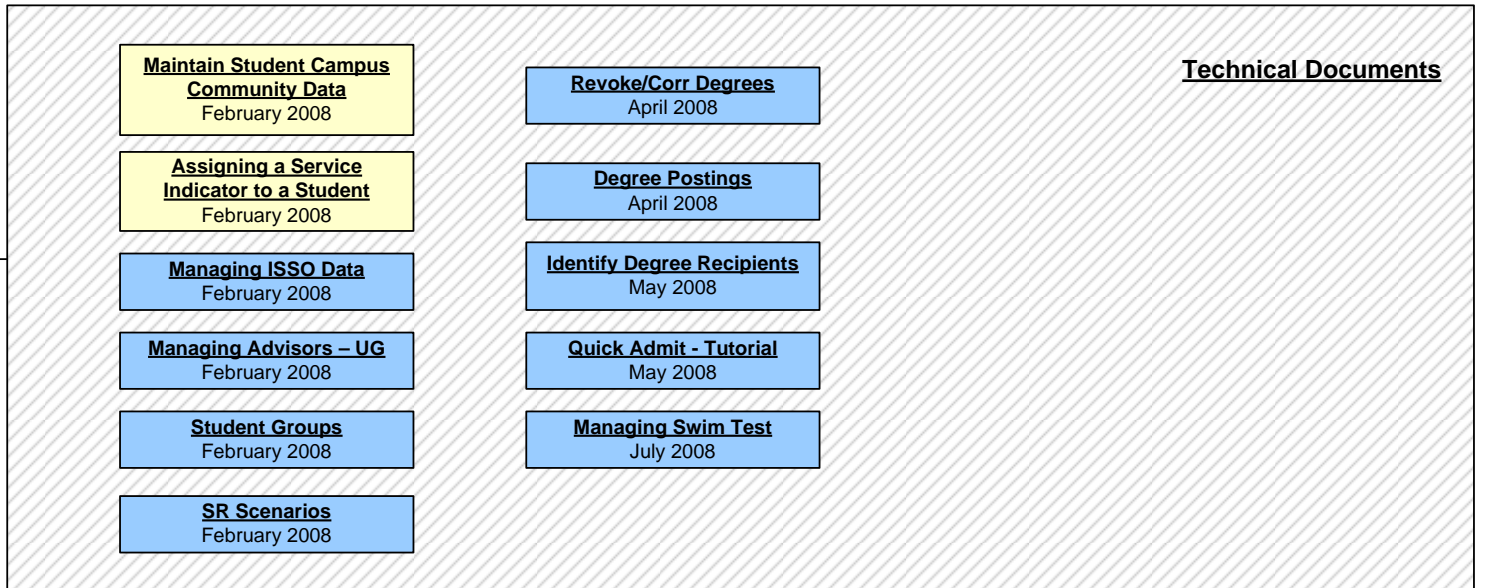 Technical Documents
Maintain Student Campus
Community Data
February 2008
Assigning a Service
Indicator to a Student
February 2008
Managing ISSO Data
February 2008
Managing Advisors – UG
February 2008
Student Groups
February 2008
SR Scenarios
February 2008
Revoke/Corr Degrees
April 2008
Degree Postings
April 2008
Identify Degree Recipients
May 2008
Quick Admit - Tutorial
May 2008
Managing Swim Test
July 2008